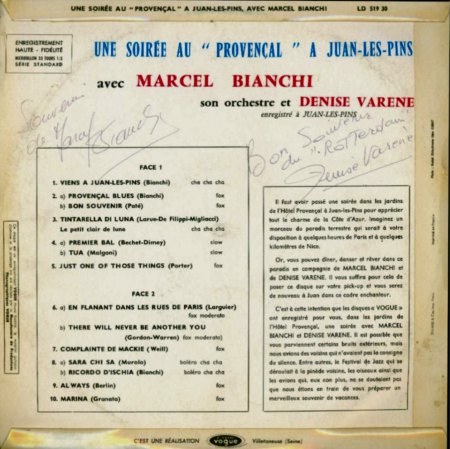 UNE SOIRÉE AU "PROVENÇAL" A JUAN-LES-PINS, AVEC MARCEL BIANCHI LD 519 30
ENREGISTREMENT
HAUTE - FIDÉLITÉ
MICROSILLON 33 TOURS 1/3
SÉRIE STANDARD
UNE SOIRÉE AU " PROVENÇAL " A JUAN-LES-PINS
avec MARCEL BIANCHI
son orchestre et DENISE VARENE
enregistré à JUAN-LES-PINS
Souvenir
de Marcel Bianchi
Bon Souvenir
du "Rotterdam"
Denise Varene
FACE 1
1. VIENS A JUAN-LES-PINS (Bianchi) cha cha cha
2. a) PROVENÇAL BLUES (Bianchi) fox
b) BON SOUVENIR (Paté) fox
3. TINTARELLA DI LUNA (Larue-De Filippi-Migliacci)
Le petit clair de lune cha cha cha
4. a) PREMIER BAL (Bechet-Dimey) slow
b) TUA (Malgoni) slow
5. JUST ONE OF THOSE THINGS (Porter) fox
FACE 2
6. a) EN FLANANT DANS LES RUES DE PARIS (Larguier)
fox moderato
b) THERE WILL NEVER BE ANOTHER YOU
(Gordon-Warren) fox moderato
7. COMPLAINTE DE MACKIE (Weill) fox
8. a) SARA CHI SA (Murolo) boléro cha cha
b) RICORDO D'ISCHIA (Bianchi) boléro cha cha
9. ALWAYS (Berlin) fox
10. MARINA (Granata) fox
Il faut avoir passé une soirée dans les jardins
de l'Hôtel Provençal à Juan-les-Pins pour apprécier
tout le charme de la Côte d'Azur. Imaginez un
morceau du paradis terrestre qui serait à votre
disposition à quelques heures de Paris et à quelques
kilomètres de Nice.
Or, vous pouvez dîner, danser et rêver dans ce
paradis en compagnie de MARCEL BIANCHI et
de DENISE VARENE. Il vous suffira pour cela de
poser ce disque sur votre pick-up et vous serez
de nouveau à Juan dans ce cadre enchanteur.
C'est à cette intention que les disques « VOGUE »
ont enregistré pour vous, dans les jardins de
l'Hôtel Provençal, une soirée avec MARCEL
BIANCHI et DENISE VARENE. Il est possible que
vous parviennent certains bruits extérieurs, mais
nous avions des voisins qui n'avaient pas la consigne
de silence. Entre autres, le Festival de Jazz qui se
déroulait à la pinède voisine, les oiseaux ainsi que
les avions qui, eux non plus, ne se doutaient pas
que nous étions en train de vous préparer un
merveilleux souvenir de vacances.
C'EST UNE RÉALISATION vogue Villetaneuse (Seine)